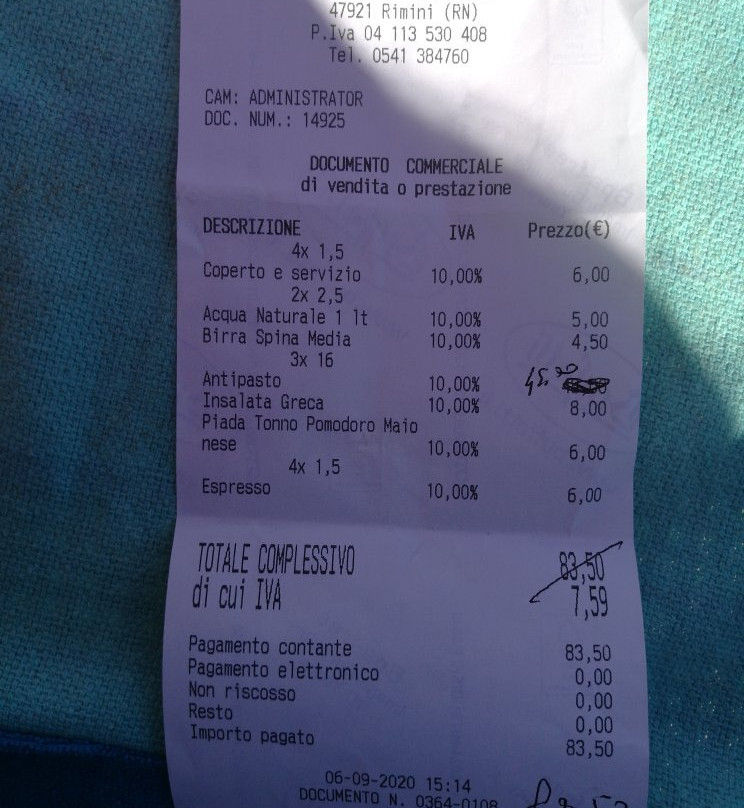 47921 Rimini (RN)
P.Iva 04 113 530 408
Tel. 0541 384760
CAM: ADMINISTRATOR
DOC. NUM.: 14925
DOCUMENTO COMMERCIALE
di vendita o prestazione
DESCRIZIONE IVA Prezzo(€)
4x 1,5
Coperto e servizio 10,00% 6,00
2x 2,5
Acqua Naturale 1 lt 10,00% 5,00
Birra Spina Media 10,00% 4,50
3x 16
Antipasto 10,00%
Insalata Greca 10,00% 8,00
Piada Tonno Pomodoro Maio
nese 10,00% 6,00
4x 1,5
Espresso 10,00% 6,00
TOTALE COMPLESSIVO 83,50
di cui IVA 7,59
Pagamento contante 83,50
Pagamento elettronico 0,00
Non riscosso 0,00
Resto 0,00
Importo pagato 83,50
06-09-2020 15:14
DOCUMENTO N. 0364-0108